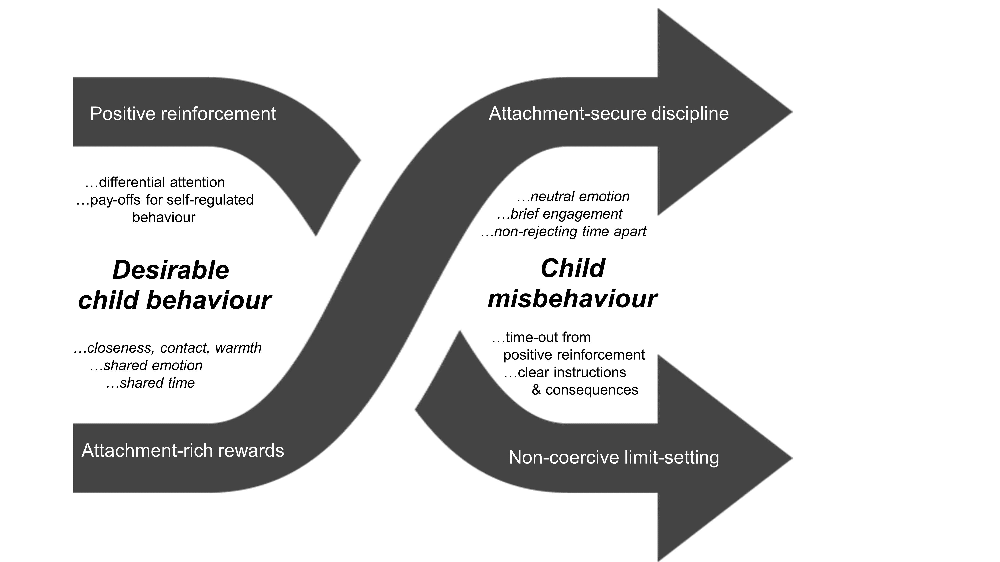 Positive reinforcement
…differential attention
…pay-offs for self-regulated
behaviour
Desirable
child behaviour
…closeness, contact, warmth
…shared emotion
…shared time
Attachment-rich rewards
Attachment-secure discipline
…neutral emotion
…brief engagement
…non-rejecting time apart
Child
misbehaviour
…time-out from
positive reinforcement
…clear instructions
& consequences
Non-coercive limit-setting